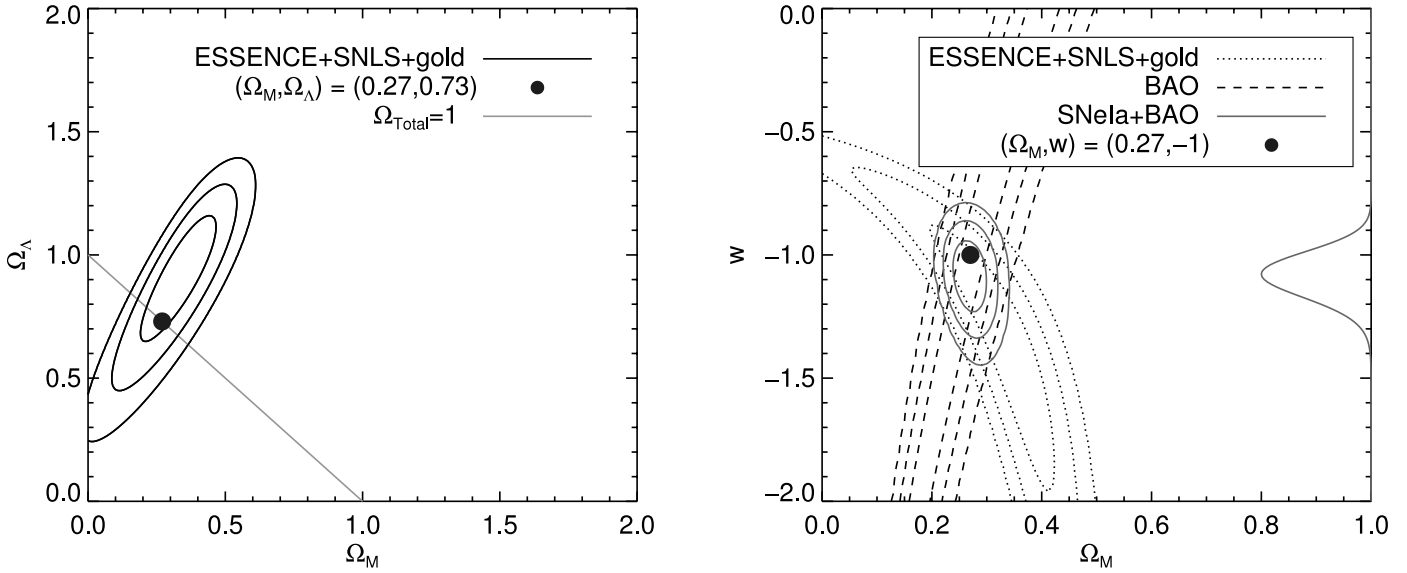 2.0
1.5
1.0
0.5
0.0
Ω_Λ
ESSENCE+SNLS+gold
(Ω_M,Ω_Λ) = (0.27,0.73)
Ω_Total=1
0.0 0.5 1.0 1.5 2.0
Ω_M
0.0
−0.5
−1.0
−1.5
−2.0
w
ESSENCE+SNLS+gold
BAO
SNeIa+BAO
(Ω_M,w) = (0.27,−1)
0.0 0.2 0.4 0.6 0.8 1.0
Ω_M